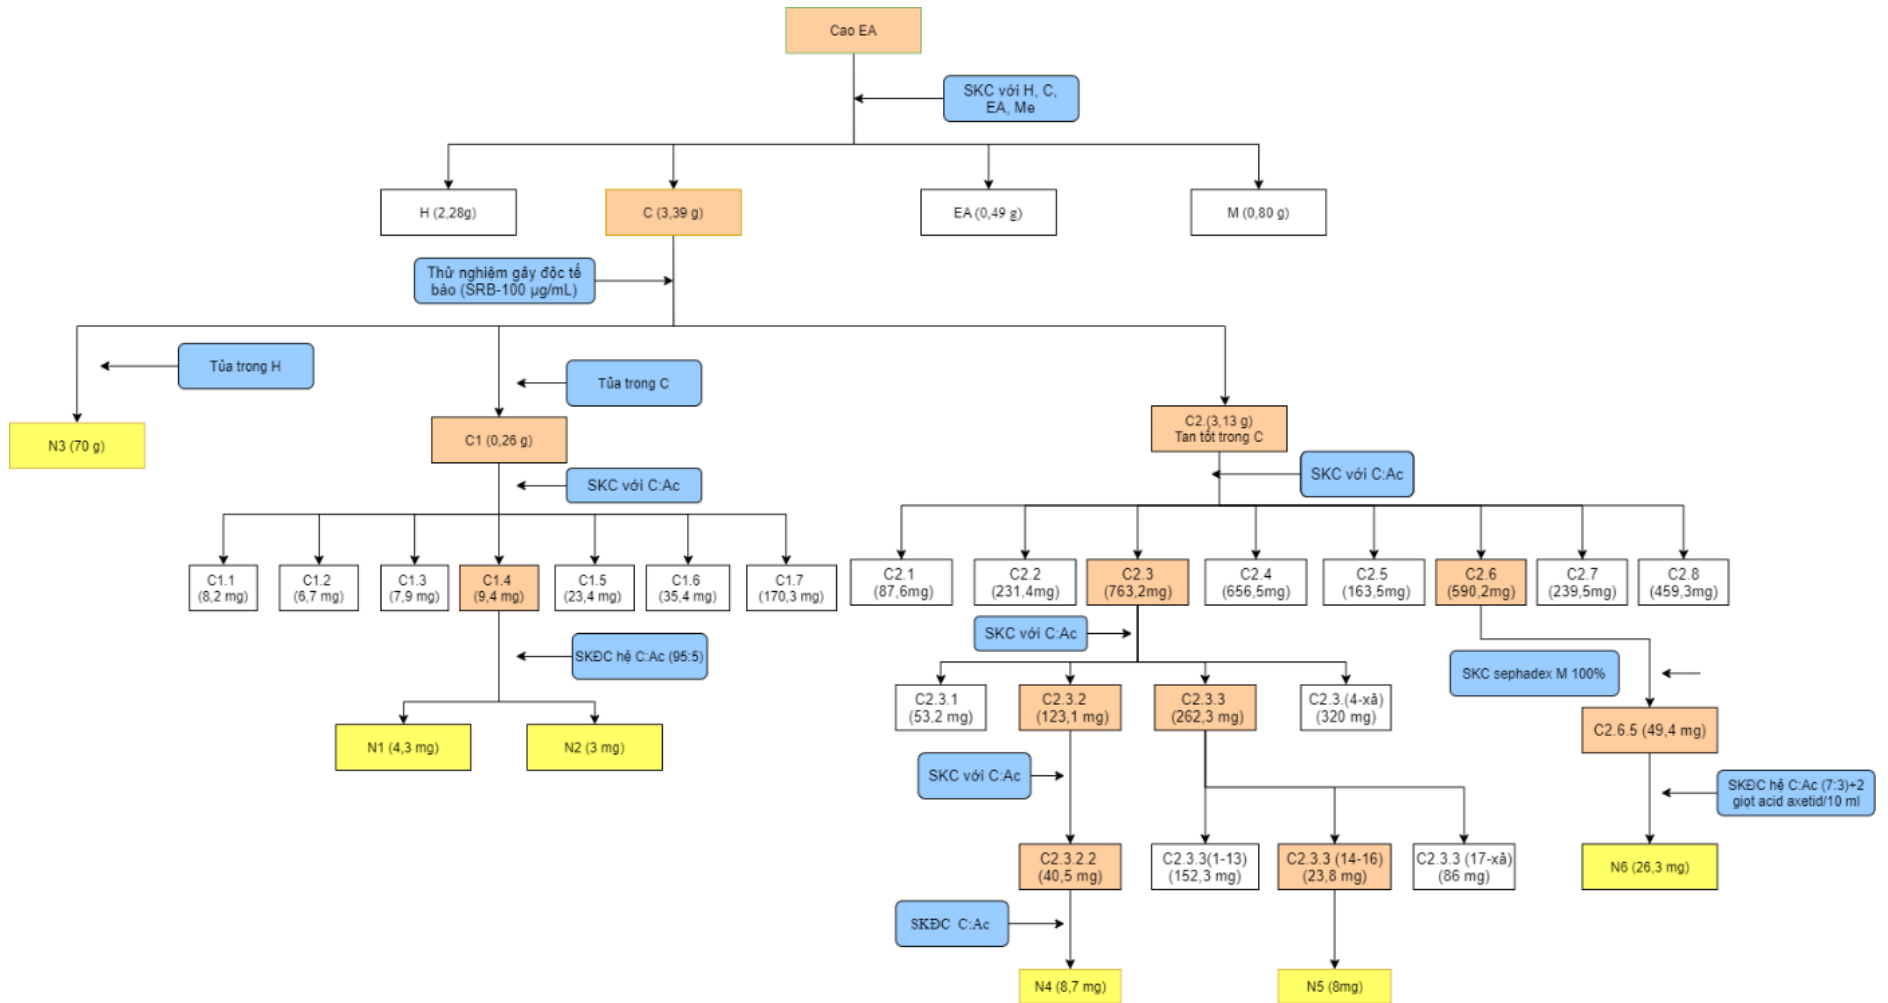 Cao EA
SKC với H, C,
EA, Me
H (2,28g)
C (3,39 g)
EA (0,49 g)
M (0,80 g)
Thử nghiệm gây độc tế
bào (SRB-100 µg/mL)
Tủa trong H
Tủa trong C
N3 (70 g)
C1 (0,26 g)
C2.(3,13 g)
Tan tốt trong C
SKC với C:Ac
SKC với C:Ac
C1.1
(8,2 mg)
C1.2
(6,7 mg)
C1.3
(7,9 mg)
C1.4
(9,4 mg)
C1.5
(23,4 mg)
C1.6
(35,4 mg)
C1.7
(170,3 mg)
C2.1
(87,6mg)
C2.2
(231,4mg)
C2.3
(763,2mg)
C2.4
(656,5mg)
C2.5
(163,5mg)
C2.6
(590,2mg)
C2.7
(239,5mg)
C2.8
(459,3mg)
SKĐC hệ C:Ac (95:5)
SKC với C:Ac
SKC sephadex M 100%
N1 (4,3 mg)
N2 (3 mg)
C2.3.1
(53,2 mg)
C2.3.2
(123,1 mg)
C2.3.3
(262,3 mg)
C2.3.(4-xả)
(320 mg)
C2.6.5 (49,4 mg)
SKC với C:Ac
SKĐC hệ C:Ac (7:3)+2
giọt acid axetid/10 ml
C2.3.2.2
(40,5 mg)
C2.3.3(1-13)
(152,3 mg)
C2.3.3 (14-16)
(23,8 mg)
C2.3.3 (17-xả)
(86 mg)
N6 (26,3 mg)
SKĐC  C:Ac
N4 (8,7 mg)
N5 (8mg)